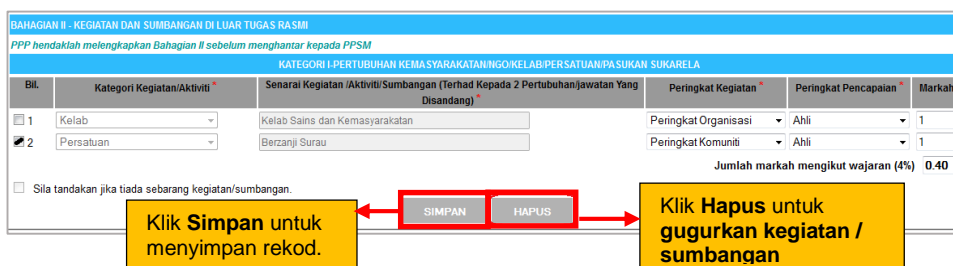 BAHAGIAN II - KEGIATAN DAN SUMBANGAN DI LUAR TUGAS RASMI
PPP hendaklah melengkapkan Bahagian II sebelum menghantar kepada PPSM
KATEGORI I-PERTUBUHAN KEMASYARAKATAN/NGO/KELAB/PERSATUAN/PASUKAN SUKARELA
Bil. Kategori Kegiatan/Aktiviti * Senarai Kegiatan /Aktiviti/Sumbangan (Terhad Kepada 2 Pertubuhan/jawatan Yang Disandang) * Peringkat Kegiatan * Peringkat Pencapaian * Markah
1 Kelab Kelab Sains dan Kemasyarakatan Peringkat Organisasi Ahli 1
2 Persatuan Berzanji Surau Peringkat Komuniti Ahli 1
Jumlah markah mengikut wajaran (4%) 0.40
Sila tandakan jika tiada sebarang kegiatan/sumbangan.
SIMPAN HAPUS
Klik Simpan untuk
menyimpan rekod.
Klik Hapus untuk
gugurkan kegiatan /
sumbangan